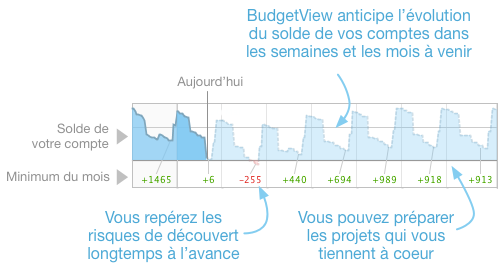 BudgetView anticipe l'évolution
du solde de vos comptes dans
les semaines et les mois à venir
Aujourd'hui
Solde de
votre compte
Minimum du mois
+1465 +6 -255 +440 +694 +989 +918 +913
Vous repérez les
risques de découvert
longtemps à l'avance
Vous pouvez préparer
les projets qui vous
tiennent à coeur